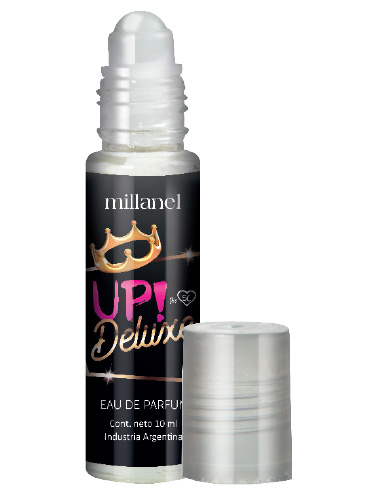 millanel
UP!
Deluxe
EAU DE PARFUM
Cont. neto 10 ml
Industria Argentina